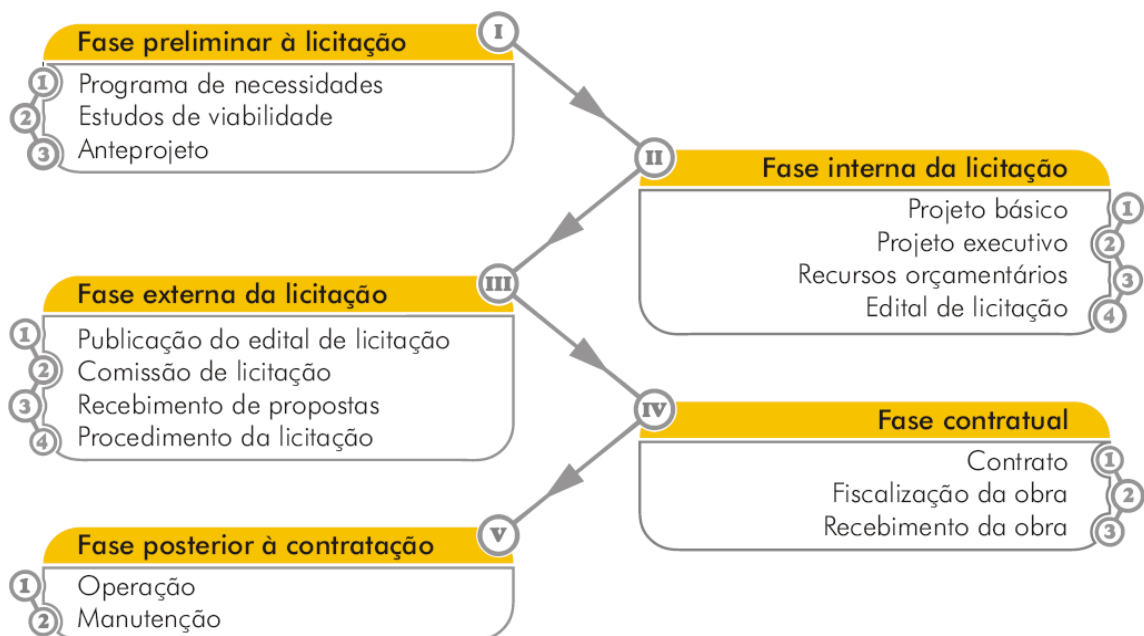 Fase preliminar à licitação
I
1 Programa de necessidades
2 Estudos de viabilidade
3 Anteprojeto
II
Fase interna da licitação
Projeto básico 1
Projeto executivo 2
Recursos orçamentários 3
Edital de licitação 4
Fase externa da licitação
III
1 Publicação do edital de licitação
2 Comissão de licitação
3 Recebimento de propostas
4 Procedimento da licitação
IV
Fase contratual
Contrato 1
Fiscalização da obra 2
Recebimento da obra 3
Fase posterior à contratação
V
1 Operação
2 Manutenção